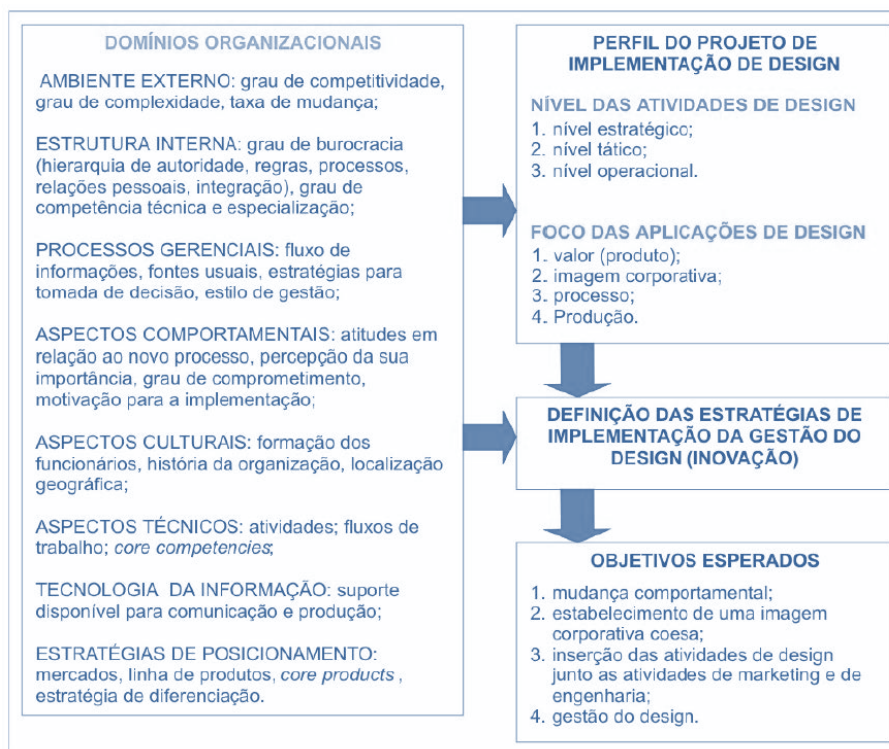 DOMÍNIOS ORGANIZACIONAIS
AMBIENTE EXTERNO: grau de competitividade,
grau de complexidade, taxa de mudança;
ESTRUTURA INTERNA: grau de burocracia
(hierarquia de autoridade, regras, processos,
relações pessoais, integração), grau de
competência técnica e especialização;
PROCESSOS GERENCIAIS: fluxo de
informações, fontes usuais, estratégias para
tomada de decisão, estilo de gestão;
ASPECTOS COMPORTAMENTAIS: atitudes em
relação ao novo processo, percepção da sua
importância, grau de comprometimento,
motivação para a implementação;
ASPECTOS CULTURAIS: formação dos
funcionários, história da organização, localização
geográfica;
ASPECTOS TÉCNICOS: atividades; fluxos de
trabalho; core competencies;
TECNOLOGIA DA INFORMAÇÃO: suporte
disponível para comunicação e produção;
ESTRATÉGIAS DE POSICIONAMENTO:
mercados, linha de produtos, core products ,
estratégia de diferenciação.
PERFIL DO PROJETO DE
IMPLEMENTAÇÃO DE DESIGN
NÍVEL DAS ATIVIDADES DE DESIGN
1. nível estratégico;
2. nível tático;
3. nível operacional.
FOCO DAS APLICAÇÕES DE DESIGN
1. valor (produto);
2. imagem corporativa;
3. processo;
4. Produção.
DEFINIÇÃO DAS ESTRATÉGIAS DE
IMPLEMENTAÇÃO DA GESTÃO DO
DESIGN (INOVAÇÃO)
OBJETIVOS ESPERADOS
1. mudança comportamental;
2. estabelecimento de uma imagem
corporativa coesa;
3. inserção das atividades de design
junto as atividades de marketing e de
engenharia;
4. gestão do design.